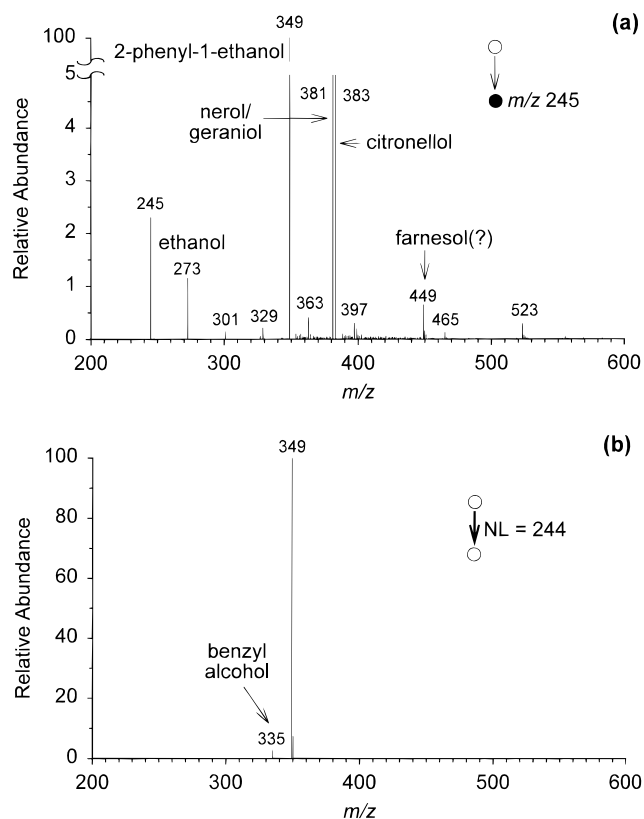 (a)
349
2-phenyl-1-ethanol
5
4
3
2
1
0
Relative Abundance
nerol/
geraniol
381 383
citronellol
m/z 245
245
ethanol
273
301
329
363
397
farnesol(?)
449
465
523
200 300 400 500 600
m/z
(b)
349
100
80
60
40
20
0
Relative Abundance
NL = 244
benzyl
alcohol
335
200 300 400 500 600
m/z